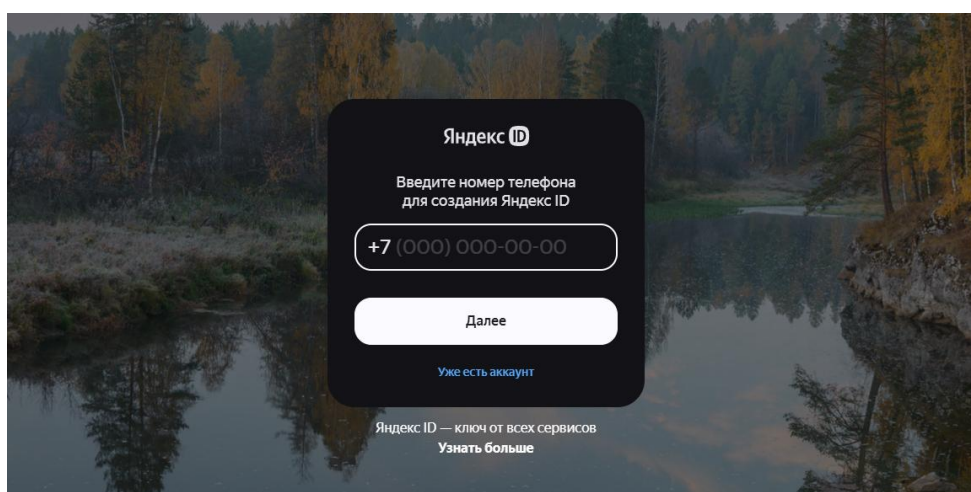 Яндекс ID
Введите номер телефона
для создания Яндекс ID
+7 (000) 000-00-00
Далее
Уже есть аккаунт
Яндекс ID — ключ от всех сервисов
Узнать больше